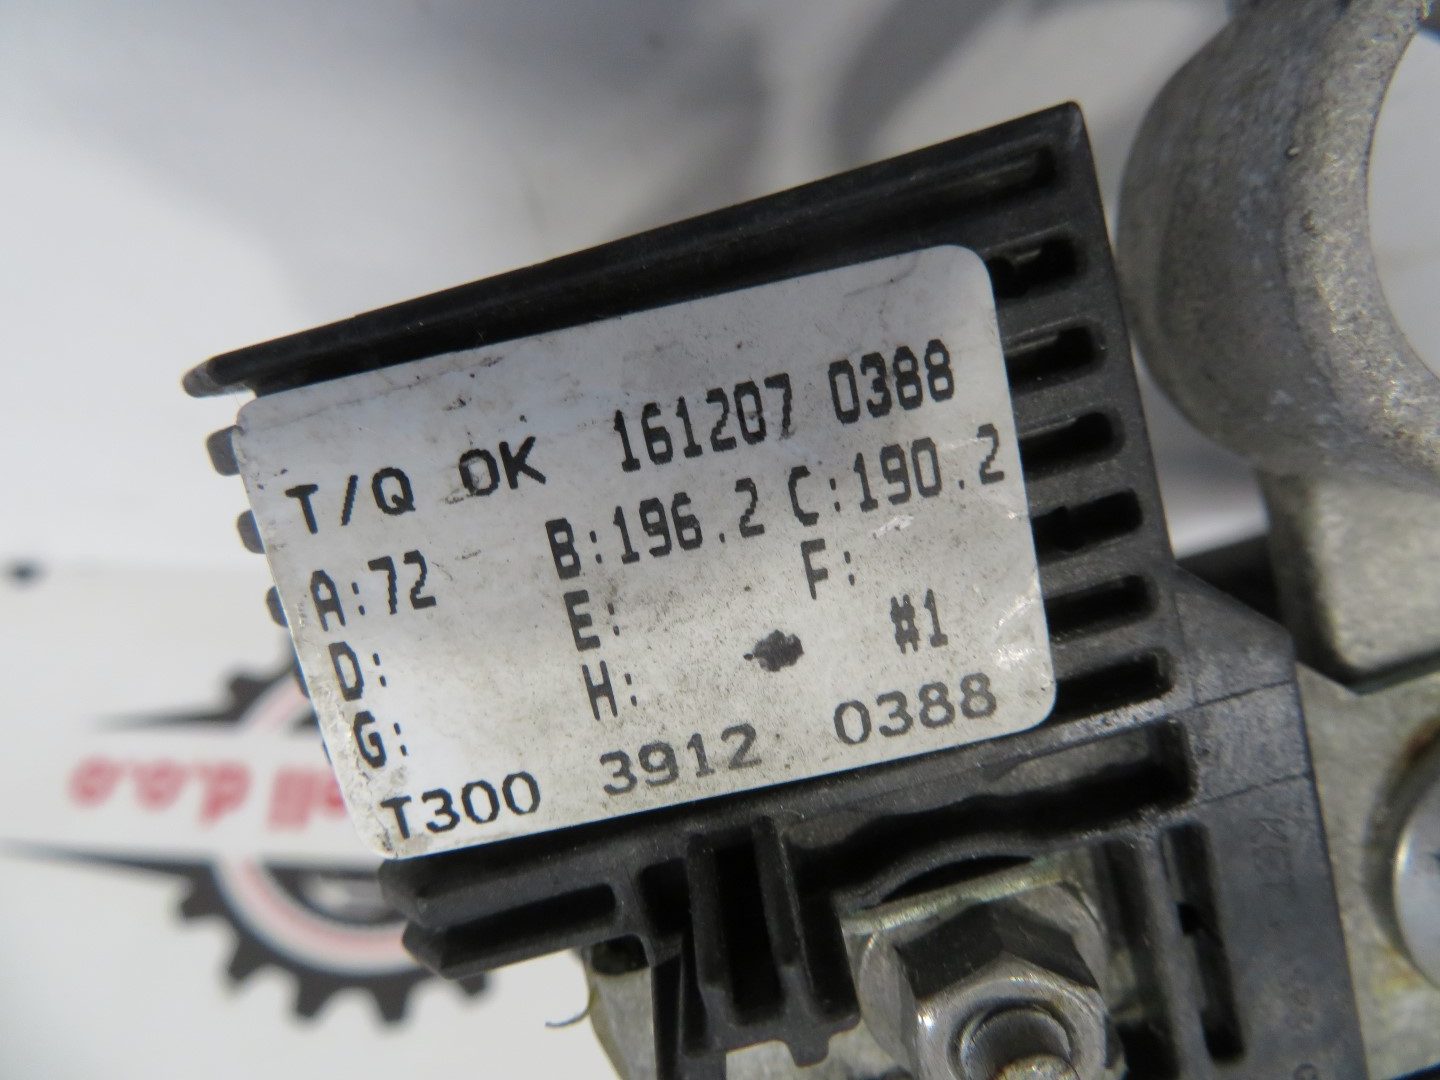 T/Q OK 161207 0388
A:72 B:196.2 C:190.2
D: E: F:
G: H: #1
T300 3912 0388
d.o.o